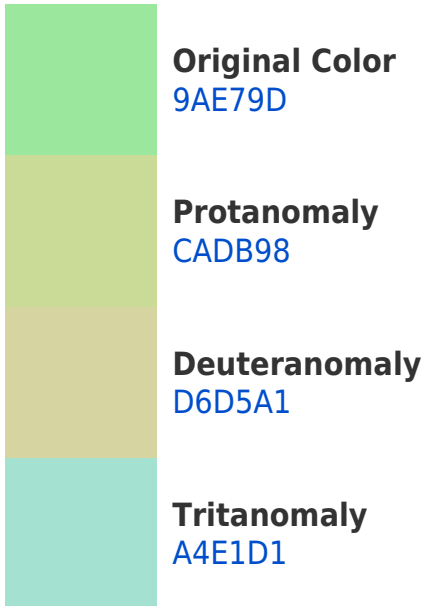 Original Color
9AE79D
Protanomaly
CADB98
Deuteranomaly
D6D5A1
Tritanomaly
A4E1D1